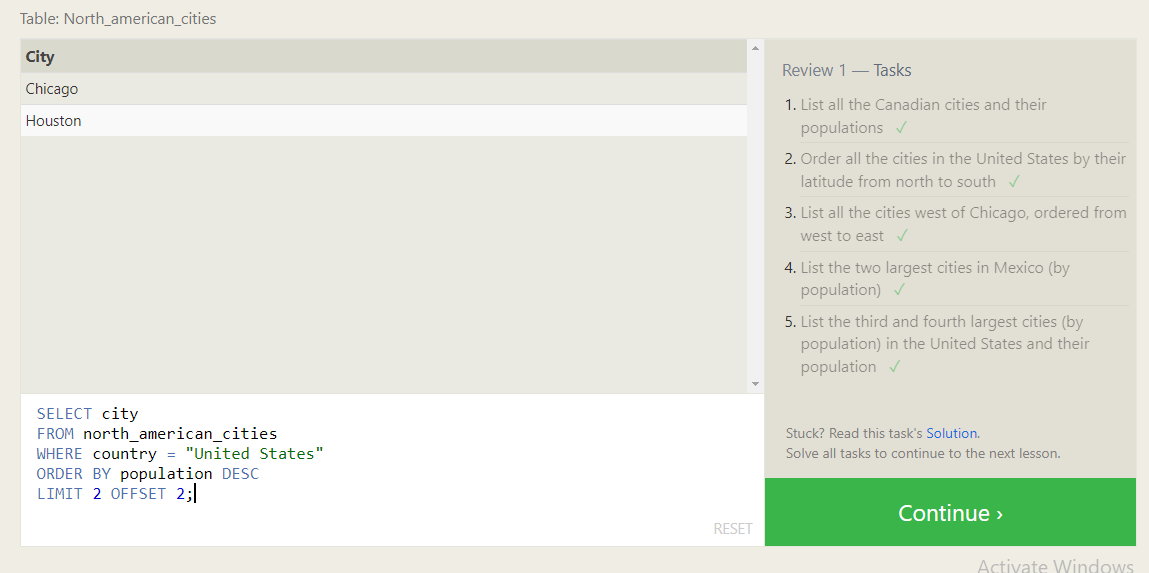 Table: North_american_cities
City
Chicago
Houston
SELECT city
FROM north_american_cities
WHERE country = "United States"
ORDER BY population DESC
LIMIT 2 OFFSET 2;
RESET
Review 1 — Tasks
1. List all the Canadian cities and their
populations ✓
2. Order all the cities in the United States by their
latitude from north to south ✓
3. List all the cities west of Chicago, ordered from
west to east ✓
4. List the two largest cities in Mexico (by
population) ✓
5. List the third and fourth largest cities (by
population) in the United States and their
population ✓
Stuck? Read this task's Solution.
Solve all tasks to continue to the next lesson.
Continue ›
Activate Windows